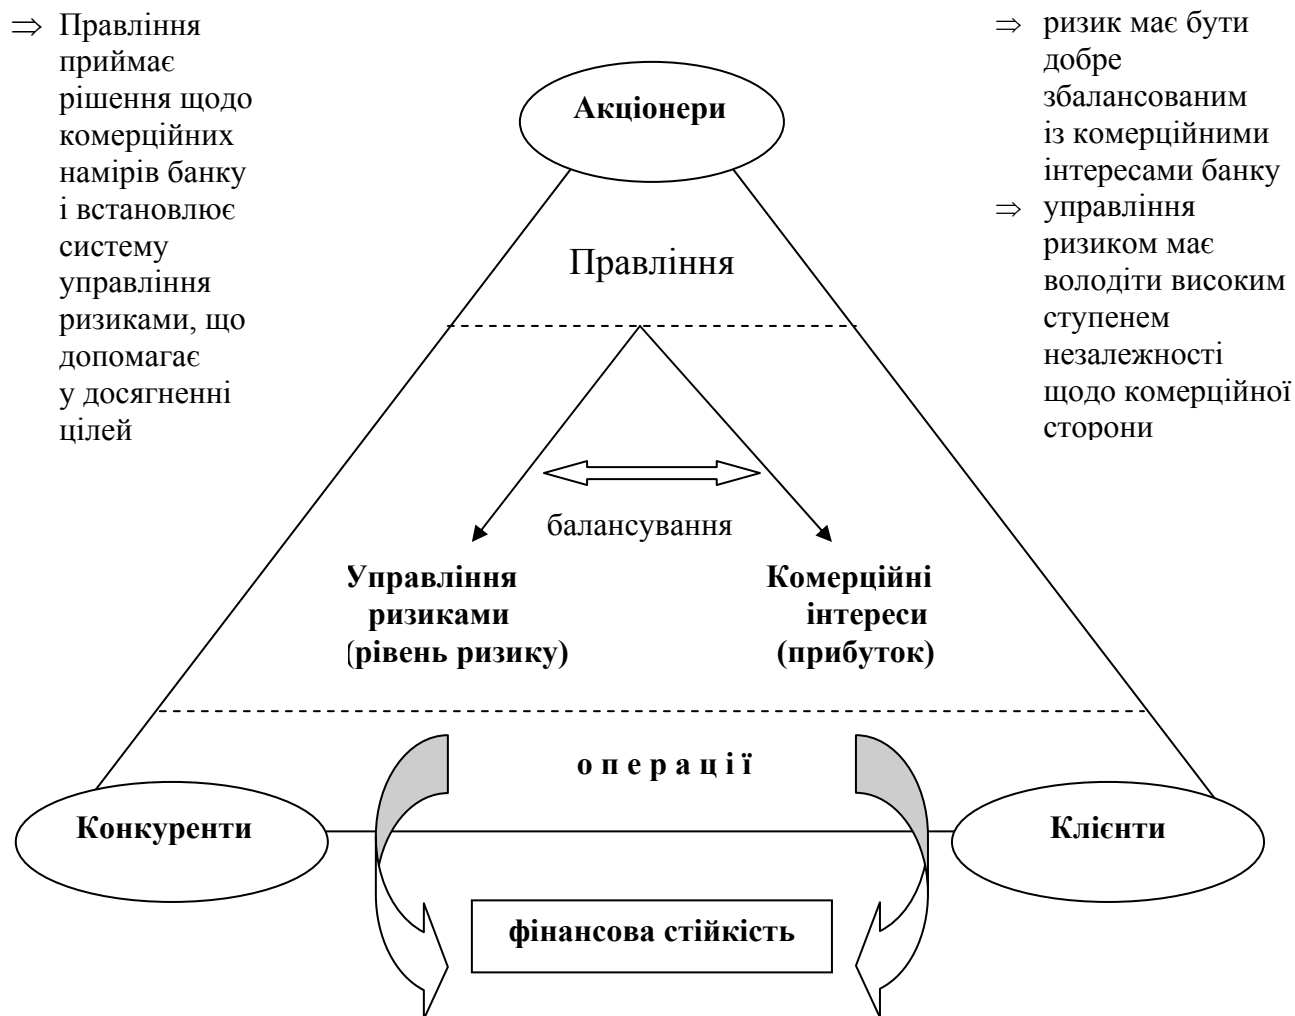 ⇒ Правління
приймає
рішення щодо
комерційних
намірів банку
і встановлює
систему
управління
ризиками, що
допомагає
у досягненні
цілей
⇒ ризик має бути
добре
збалансованим
із комерційними
інтересами банку
⇒ управління
ризиком має
володіти високим
ступенем
незалежності
щодо комерційної
сторони
Акціонери
Правління
балансування
Управління
ризиками
(рівень ризику)
Комерційні
інтереси
(прибуток)
о п е р а ц і ї
Конкуренти
Клієнти
фінансова стійкість